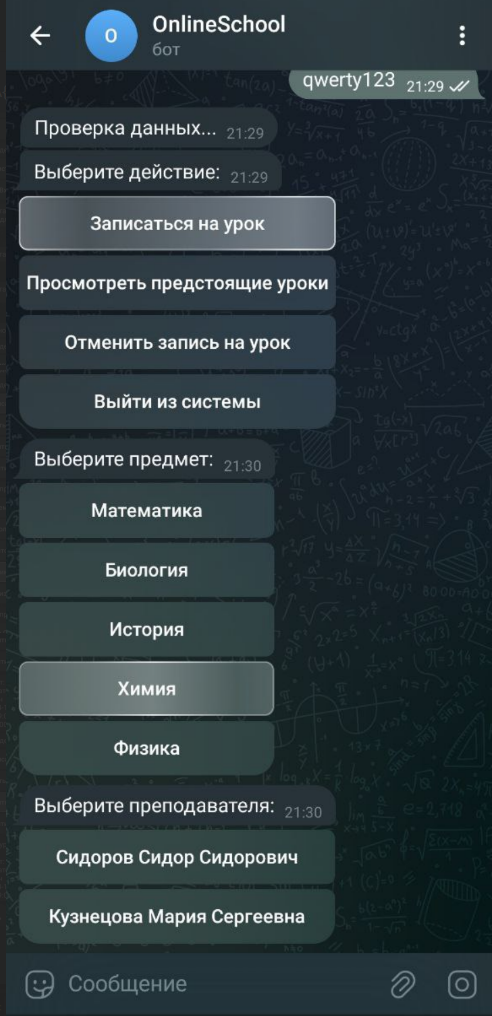 O
OnlineSchool
бот
qwerty123 21:29
Проверка данных... 21:29
Выберите действие: 21:29
Записаться на урок
Просмотреть предстоящие уроки
Отменить запись на урок
Выйти из системы
Выберите предмет: 21:30
Математика
Биология
История
Химия
Физика
Выберите преподавателя: 21:30
Сидоров Сидор Сидорович
Кузнецова Мария Сергеевна
Сообщение